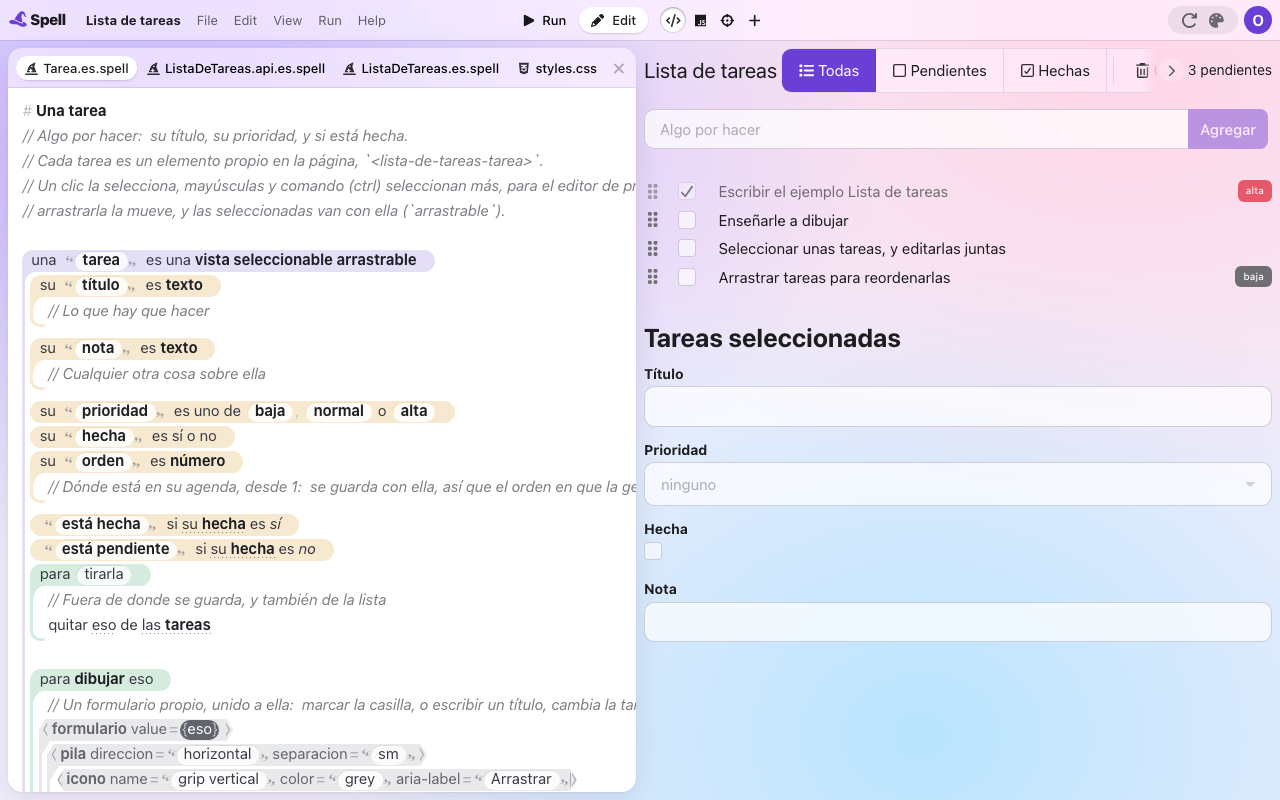 Spell Lista de tareas File Edit View Run Help Run Edit O
Tarea.es.spell ListaDeTareas.api.es.spell ListaDeTareas.es.spell styles.css
# Una tarea
// Algo por hacer: su título, su prioridad, y si está hecha.
// Cada tarea es un elemento propio en la página, `<lista-de-tareas-tarea>`.
// Un clic la selecciona, mayúsculas y comando (ctrl) seleccionan más, para el editor de
// arrastrarla la mueve, y las seleccionadas van con ella (`arrastrable`).
una “ tarea ” es una vista seleccionable arrastrable
su “ título ” es texto
// Lo que hay que hacer
su “ nota ” es texto
// Cualquier otra cosa sobre ella
su “ prioridad ” es uno de baja , normal o alta
su “ hecha ” es sí o no
su “ orden ” es número
// Dónde está en su agenda, desde 1: se guarda con ella, así que el orden en que la
“ está hecha ” si su hecha es sí
“ está pendiente ” si su hecha es no
para tirarla
// Fuera de donde se guarda, y también de la lista
quitar eso de las tareas
para dibujar eso
// Un formulario propio, unido a ella: marcar la casilla, o escribir un título, cambia la
⟨ formulario value=“{eso} ⟩
⟨ pila direccion=“ horizontal ”, separacion=“ sm ”, ⟩
⟨ icono name=“ grip vertical ”, color=“ grey ”, aria-label=“ Arrastrar ”, ⟩
Lista de tareas Todas Pendientes Hechas 3 pendientes
Algo por hacer Agregar
Escribir el ejemplo Lista de tareas alta
Enseñarle a dibujar
Seleccionar unas tareas, y editarlas juntas
Arrastrar tareas para reordenarlas baja
Tareas seleccionadas
Título
Prioridad
ninguno
Hecha
Nota